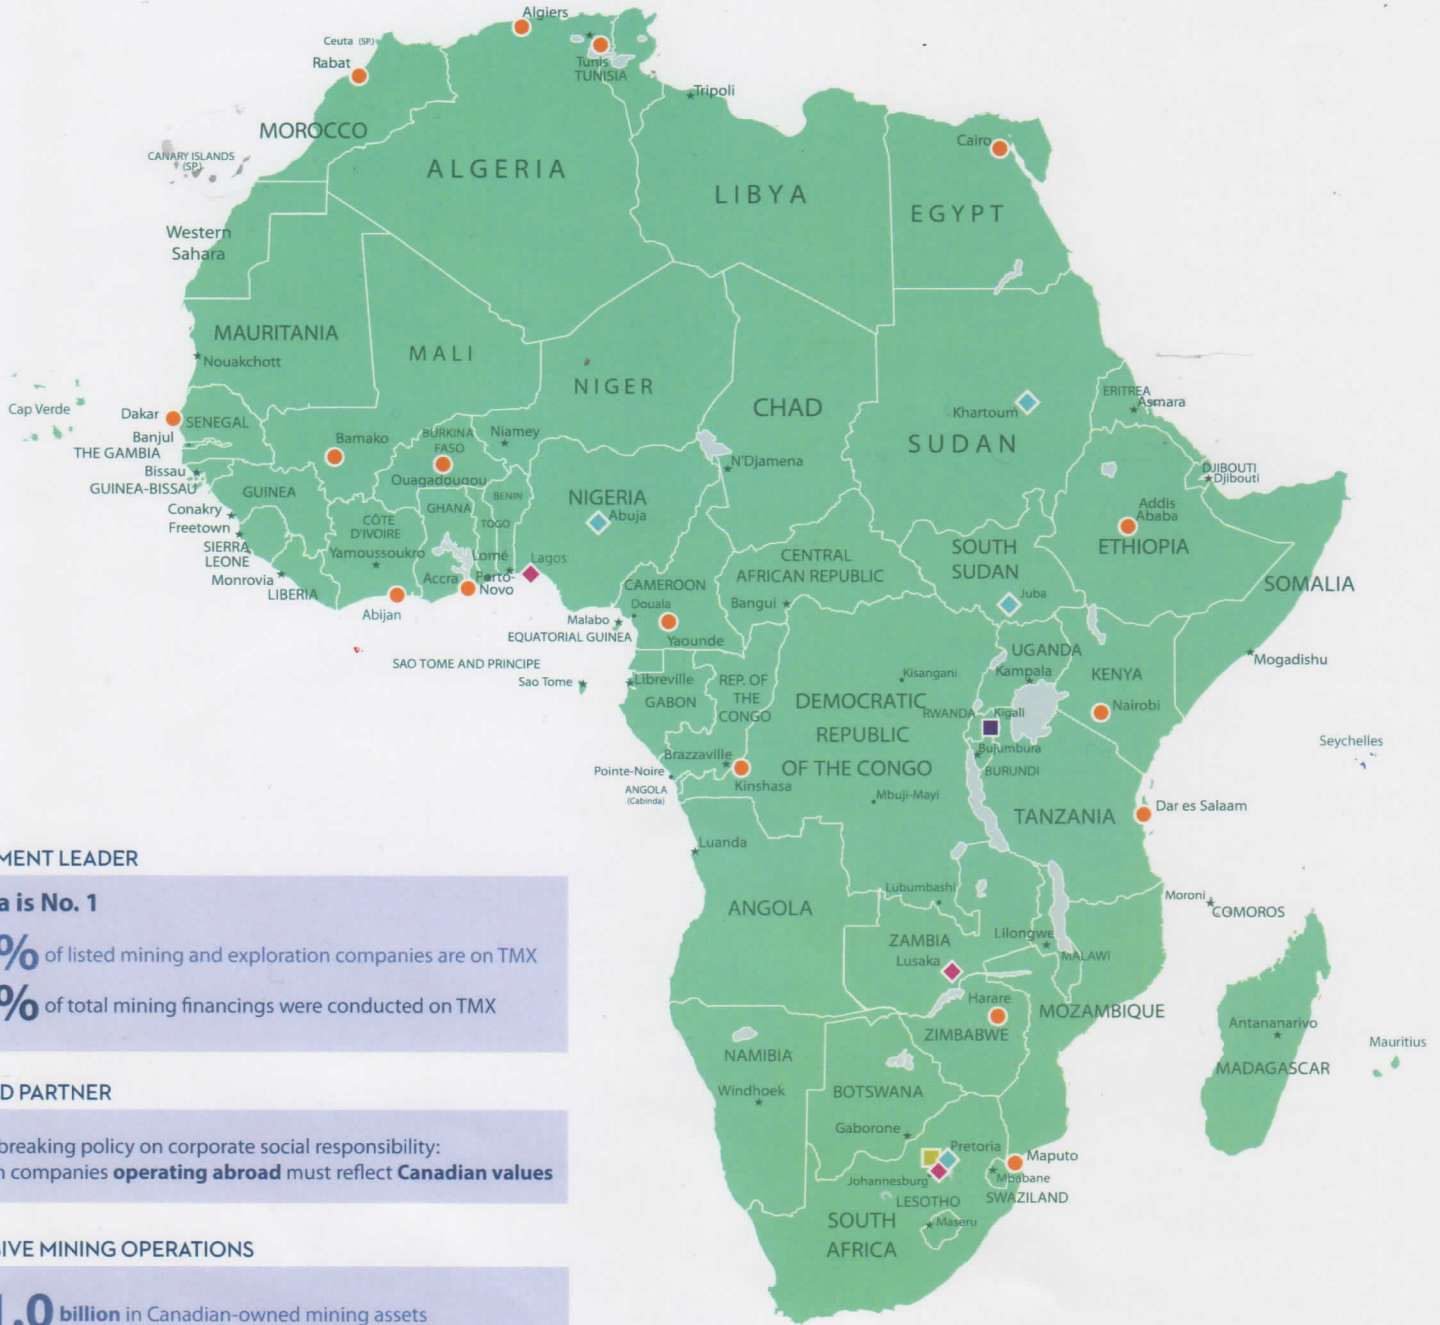 Algiers
Ceuta (SP.)
Rabat
Tunis
TUNISIA
Tripoli
MOROCCO
Cairo
CANARY ISLANDS
(SP.)
ALGERIA
LIBYA
EGYPT
Western
Sahara
MAURITANIA
Nouakchott
MALI
NIGER
CHAD
Khartoum
SUDAN
ERITREA
Asmara
Cap Verde
Dakar
SENEGAL
Banjul
THE GAMBIA
Bissau
GUINEA-BISSAU
Bamako
BURKINA
FASO
Ouagadougou
Niamey
N'Djamena
DJIBOUTI
Djibouti
GUINEA
Conakry
Freetown
SIERRA
LEONE
Monrovia
LIBERIA
CÔTE
D'IVOIRE
Yamoussoukro
Abijan
GHANA
Accra
TOGO
Lomé
BENIN
Porto-
Novo
NIGERIA
Abuja
Lagos
Addis
Ababa
ETHIOPIA
SOMALIA
Mogadishu
CENTRAL
AFRICAN REPUBLIC
Bangui
SOUTH
SUDAN
Juba
CAMEROON
Douala
Yaounde
Malabo
EQUATORIAL GUINEA
SAO TOME AND PRINCIPE
Sao Tome
Libreville
GABON
REP. OF
THE
CONGO
Brazzaville
Pointe-Noire
ANGOLA
(Cabinda)
Kinshasa
Kisangani
DEMOCRATIC
REPUBLIC
OF THE CONGO
Mbuji-Mayi
UGANDA
Kampala
KENYA
Nairobi
RWANDA
Kigali
Bujumbura
BURUNDI
Seychelles
TANZANIA
Dar es Salaam
Luanda
ANGOLA
Lubumbashi
ZAMBIA
Lusaka
Lilongwe
MALAWI
Moroni
COMOROS
Harare
ZIMBABWE
MOZAMBIQUE
Antananarivo
MADAGASCAR
Mauritius
NAMIBIA
Windhoek
BOTSWANA
Gaborone
Pretoria
Johannesburg
Maputo
Mbabane
SWAZILAND
LESOTHO
Maseru
SOUTH
AFRICA
MENT LEADER
a is No. 1
% of listed mining and exploration companies are on TMX
% of total mining financings were conducted on TMX
D PARTNER
breaking policy on corporate social responsibility:
n companies operating abroad must reflect Canadian values
SIVE MINING OPERATIONS
1.0 billion in Canadian-owned mining assets